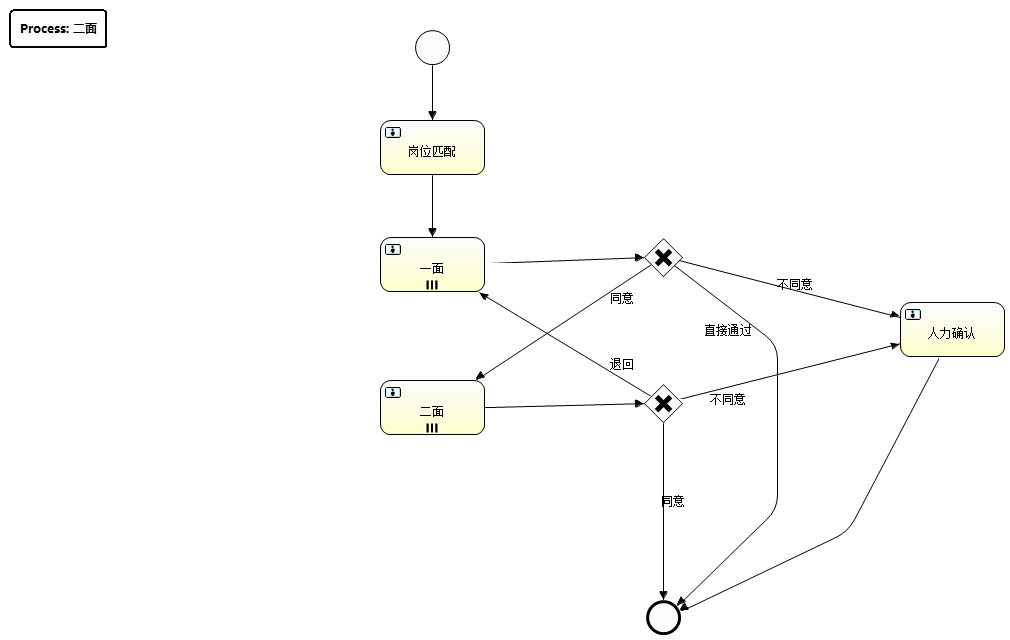 Process: 二面
岗位匹配
一面
不同意
同意
直接通过
人力确认
退回
二面
不同意
同意